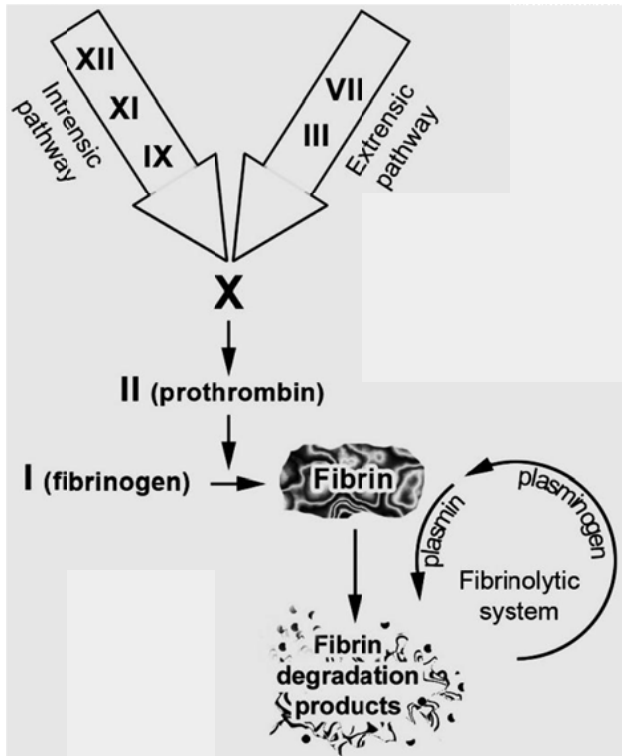 XII
XI
IX
Intrensic
pathway
VII
III
Extrensic
pathway
X
II (prothrombin)
I (fibrinogen)
Fibrin
plasmin
plasminogen
Fibrinolytic
system
Fibrin
degradation
products